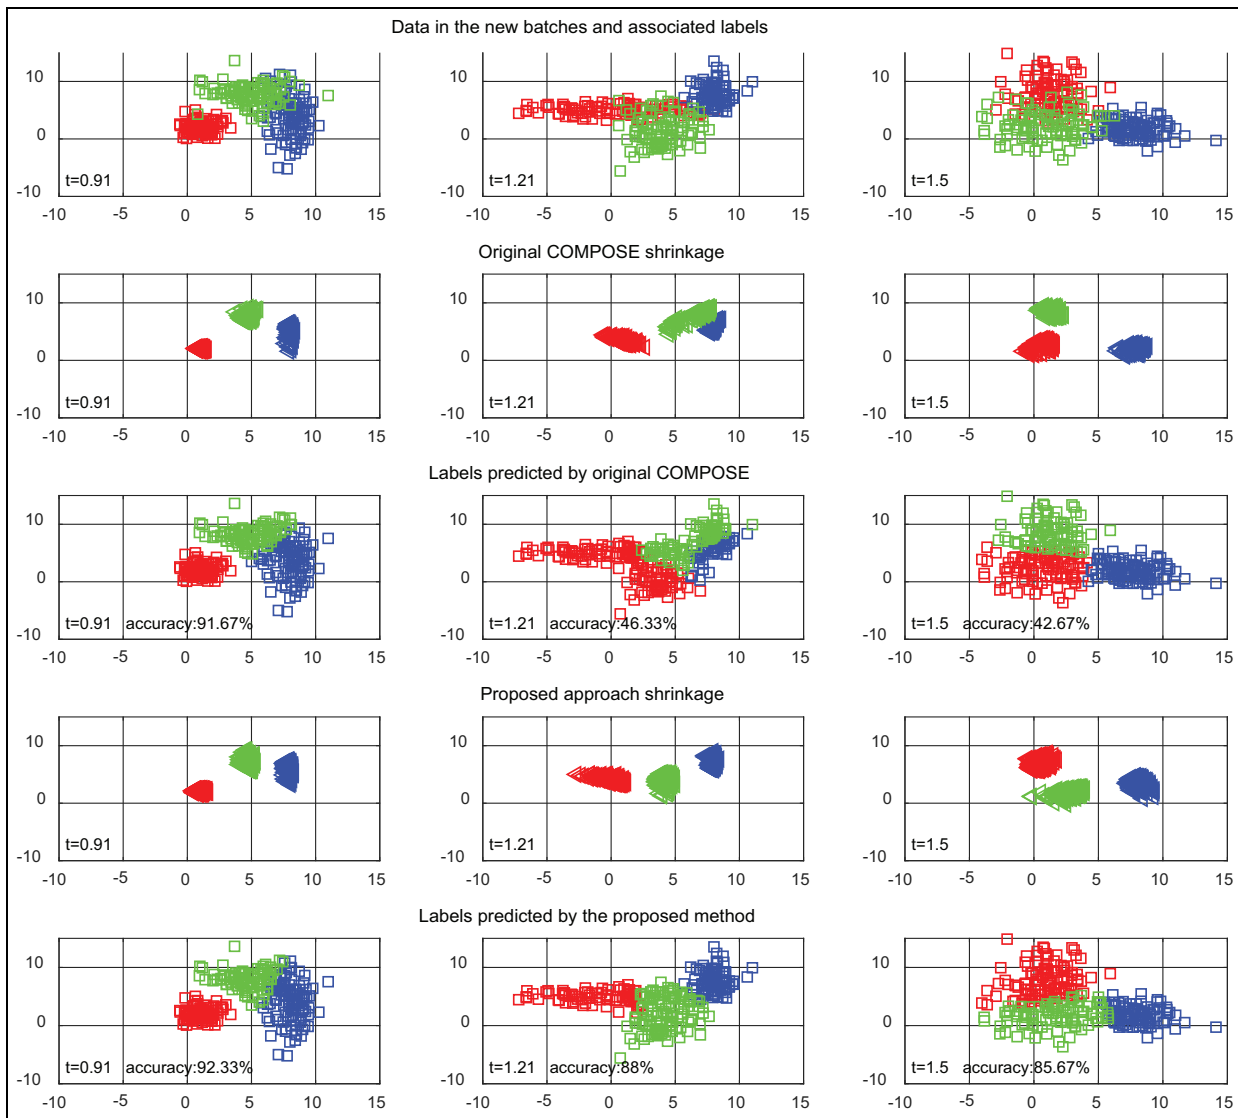 Data in the new batches and associated labels
10 10 10
0 0 0
-10 t=0.91 -10 t=1.21 -10 t=1.5
-10 -5 0 5 10 15 -10 -5 0 5 10 15 -10 -5 0 5 10 15
Original COMPOSE shrinkage
10 10 10
0 0 0
-10 t=0.91 -10 t=1.21 -10 t=1.5
-10 -5 0 5 10 15 -10 -5 0 5 10 15 -10 -5 0 5 10 15
Labels predicted by original COMPOSE
10 10 10
0 0 0
-10 t=0.91 accuracy:91.67% -10 t=1.21 accuracy:46.33% -10 t=1.5 accuracy:42.67%
-10 -5 0 5 10 15 -10 -5 0 5 10 15 -10 -5 0 5 10 15
Proposed approach shrinkage
10 10 10
0 0 0
-10 t=0.91 -10 t=1.21 -10 t=1.5
-10 -5 0 5 10 15 -10 -5 0 5 10 15 -10 -5 0 5 10 15
Labels predicted by the proposed method
10 10 10
0 0 0
-10 t=0.91 accuracy:92.33% -10 t=1.21 accuracy:88% -10 t=1.5 accuracy:85.67%
-10 -5 0 5 10 15 -10 -5 0 5 10 15 -10 -5 0 5 10 15